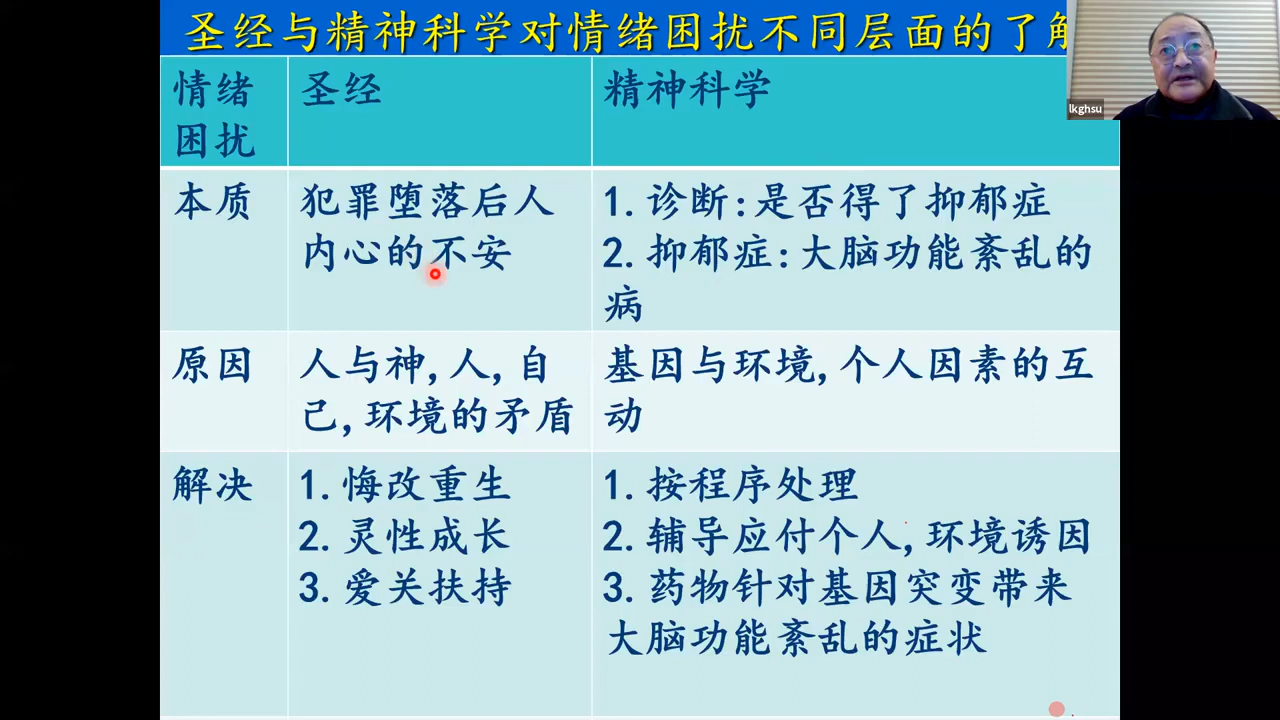 圣经与精神科学对情绪困扰不同层面的了解
lkghsu
情绪
困扰
圣经
精神科学
本质
犯罪堕落后人
内心的不安
1.诊断:是否得了抑郁症
2.抑郁症:大脑功能紊乱的
病
原因
人与神,人,自
己,环境的矛盾
基因与环境,个人因素的互
动
解决
1.悔改重生
2.灵性成长
3.爱关扶持
1.按程序处理
2.辅导应付个人,环境诱因
3.药物针对基因突变带来
大脑功能紊乱的症状